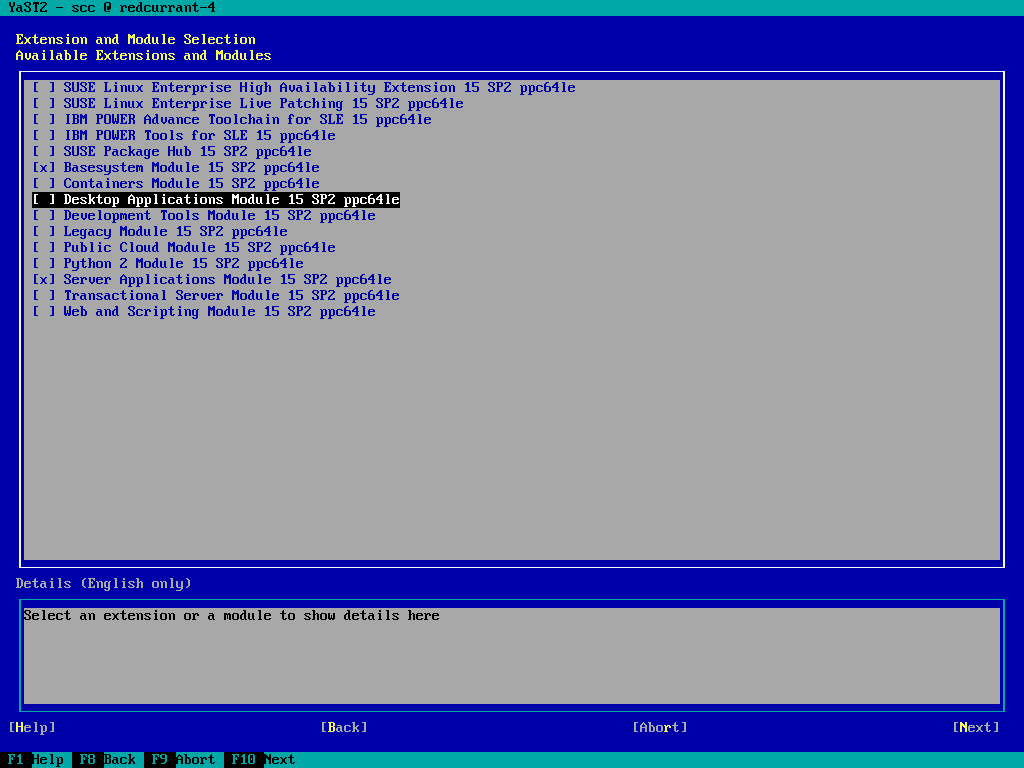 YaST2 - scc @ redcurrant-4
Extension and Module Selection
Available Extensions and Modules
[ ] SUSE Linux Enterprise High Availability Extension 15 SP2 ppc64le
[ ] SUSE Linux Enterprise Live Patching 15 SP2 ppc64le
[ ] IBM POWER Advance Toolchain for SLE 15 ppc64le
[ ] IBM POWER Tools for SLE 15 ppc64le
[ ] SUSE Package Hub 15 SP2 ppc64le
[x] Basesystem Module 15 SP2 ppc64le
[ ] Containers Module 15 SP2 ppc64le
[ ] Desktop Applications Module 15 SP2 ppc64le
[ ] Development Tools Module 15 SP2 ppc64le
[ ] Legacy Module 15 SP2 ppc64le
[ ] Public Cloud Module 15 SP2 ppc64le
[ ] Python 2 Module 15 SP2 ppc64le
[x] Server Applications Module 15 SP2 ppc64le
[ ] Transactional Server Module 15 SP2 ppc64le
[ ] Web and Scripting Module 15 SP2 ppc64le
Details (English only)
Select an extension or a module to show details here
[Help] [Back] [Abort] [Next]
F1 Help F8 Back F9 Abort F10 Next